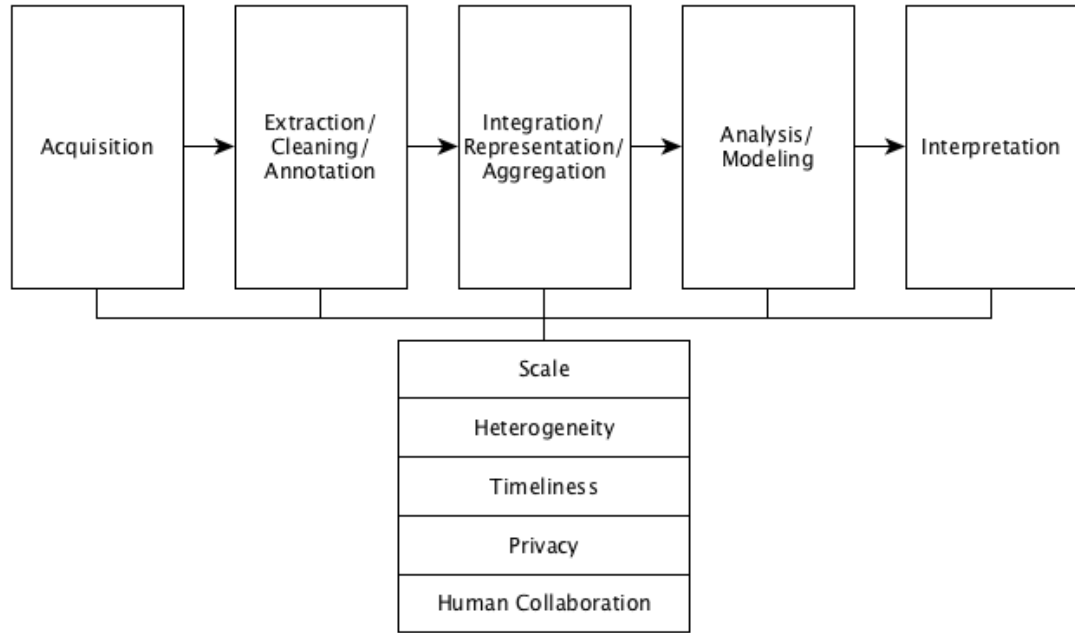 Acquisition
Extraction/
Cleaning/
Annotation
Integration/
Representation/
Aggregation
Analysis/
Modeling
Interpretation
Scale
Heterogeneity
Timeliness
Privacy
Human Collaboration